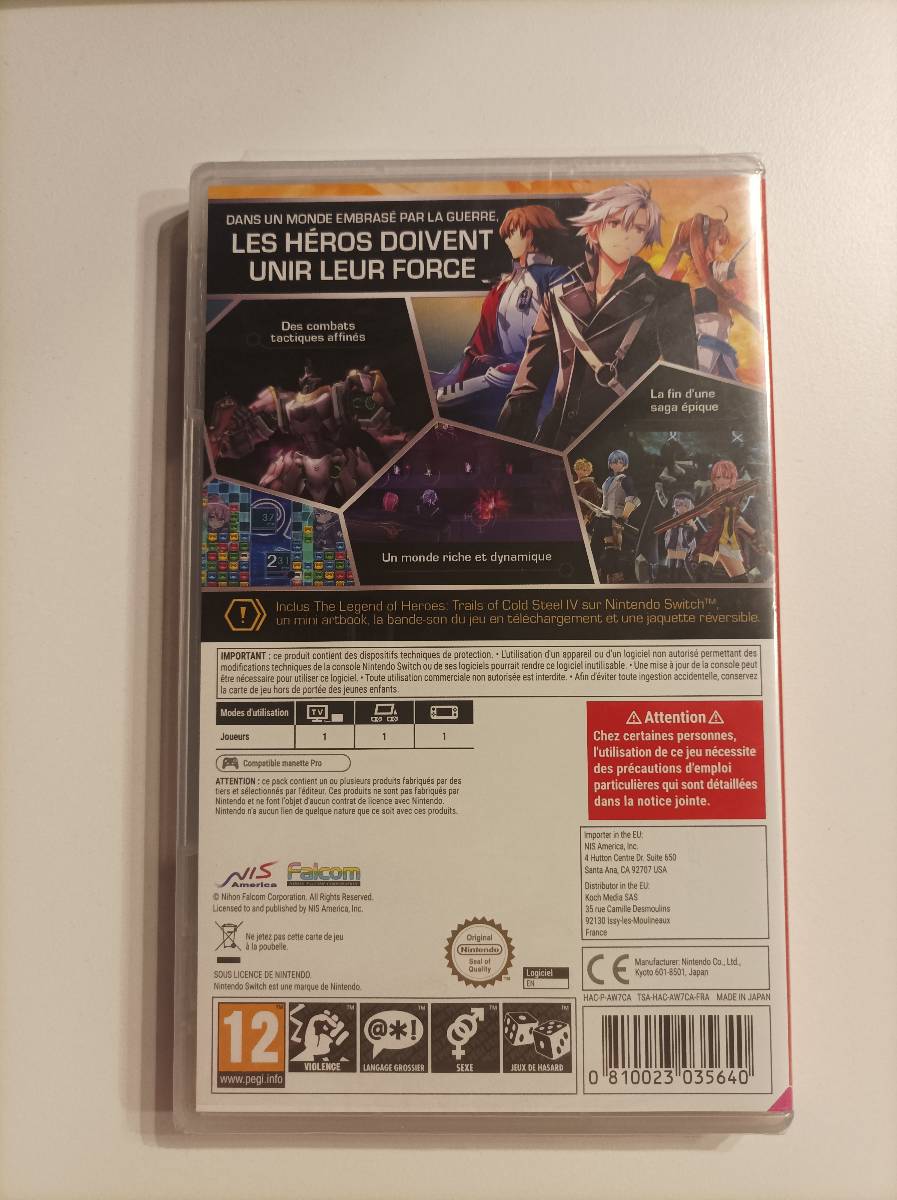 DANS UN MONDE EMBRASÉ PAR LA GUERRE,
LES HÉROS DOIVENT
UNIR LEUR FORCE
Des combats
tactiques affinés
La fin d'une
saga épique
Un monde riche et dynamique
Inclus The Legend of Heroes: Trails of Cold Steel IV sur Nintendo Switch™,
un mini artbook, la bande-son du jeu en téléchargement et une jaquette réversible.
IMPORTANT : ce produit contient des dispositifs techniques de protection. • L'utilisation d'un appareil ou d'un logiciel non autorisé permettant des
modifications techniques de la console Nintendo Switch ou de ses logiciels pourrait rendre ce logiciel inutilisable. • Une mise à jour de la console peut
être nécessaire pour utiliser ce logiciel. • Toute utilisation commerciale non autorisée est interdite. • Afin d'éviter toute ingestion accidentelle, conservez
la carte de jeu hors de portée des jeunes enfants.
Modes d'utilisation TV
Joueurs 1 1 1
Compatible manette Pro
ATTENTION : ce pack contient un ou plusieurs produits fabriqués par des
tiers et sélectionnés par l'éditeur. Ces produits ne sont pas fabriqués par
Nintendo et ne font l'objet d'aucun contrat de licence avec Nintendo.
Nintendo n'a aucun lien de quelque nature que ce soit avec ces produits.
Attention
Chez certaines personnes,
l'utilisation de ce jeu nécessite
des précautions d'emploi
particulières qui sont détaillées
dans la notice jointe.
Importer in the EU:
NIS America, Inc.
4 Hutton Centre Dr. Suite 650
Santa Ana, CA 92707 USA
Distributor in the EU:
Koch Media SAS
35 rue Camille Desmoulins
92130 Issy-les-Moulineaux
France
NIS
America
Falcom
NIHON FALCOM CORPORATION
© Nihon Falcom Corporation. All Rights Reserved.
Licensed to and published by NIS America, Inc.
Ne jetez pas cette carte de jeu
à la poubelle.
SOUS LICENCE DE NINTENDO.
Nintendo Switch est une marque de Nintendo.
Original
Nintendo
Seal of
Quality
Logiciel
EN
CE
Manufacturer: Nintendo Co., Ltd.,
Kyoto 601-8501, Japan
HAC-P-AW7CA TSA-HAC-AW7CA-FRA MADE IN JAPAN
12
www.pegi.info
VIOLENCE
@*!
LANGAGE GROSSIER
SEXE
JEUX DE HASARD
0 810023 035640